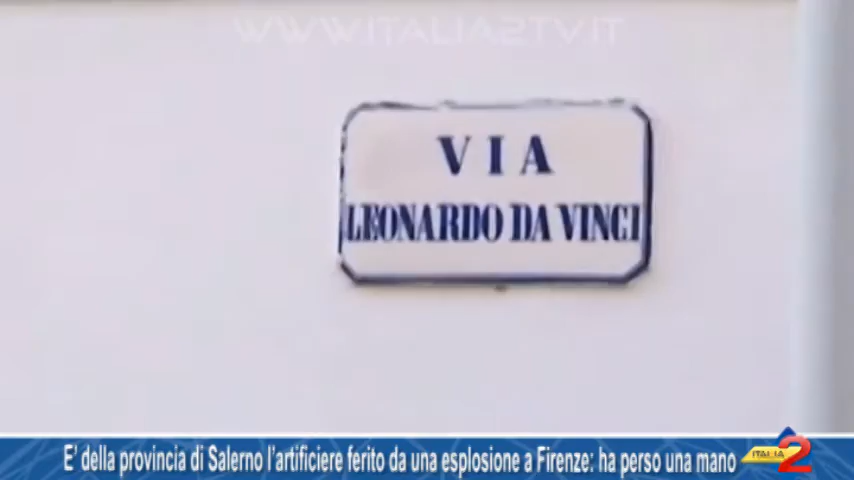 WWW.ITALIA2TV.IT
VIA
LEONARDO DA VINCI
E' della provincia di Salerno l'artificiere ferito da una esplosione a Firenze: ha perso una mano
ITALIA 2